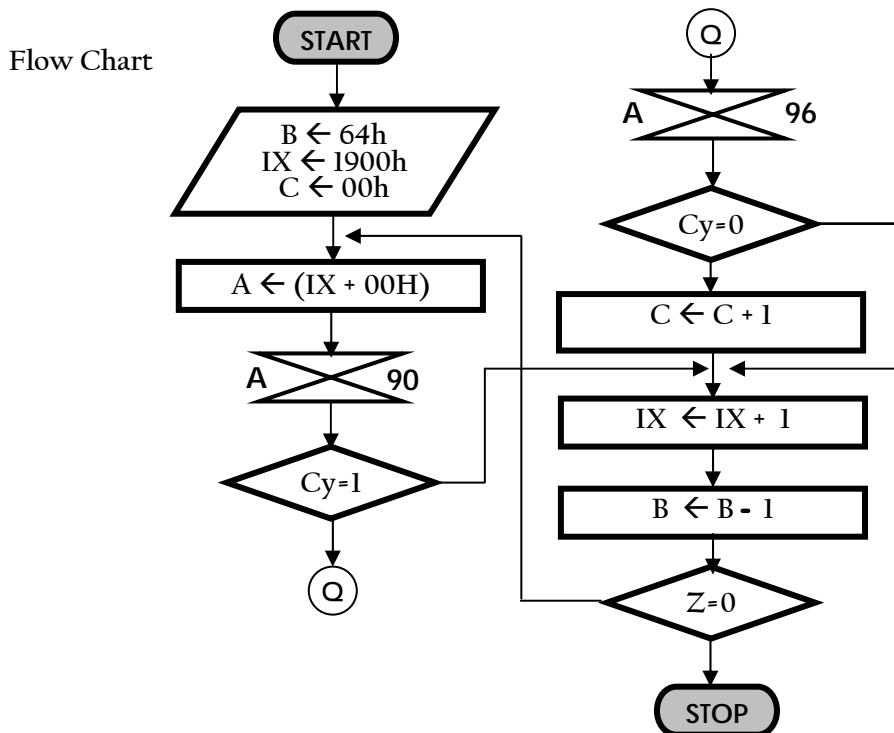 Flow Chart
START
B ← 64h
IX ← 1900h
C ← 00h
A ← (IX + 00H)
A 90
Cy=1
Q
Q
A 96
Cy=0
C ← C + 1
IX ← IX + 1
B ← B - 1
Z=0
STOP